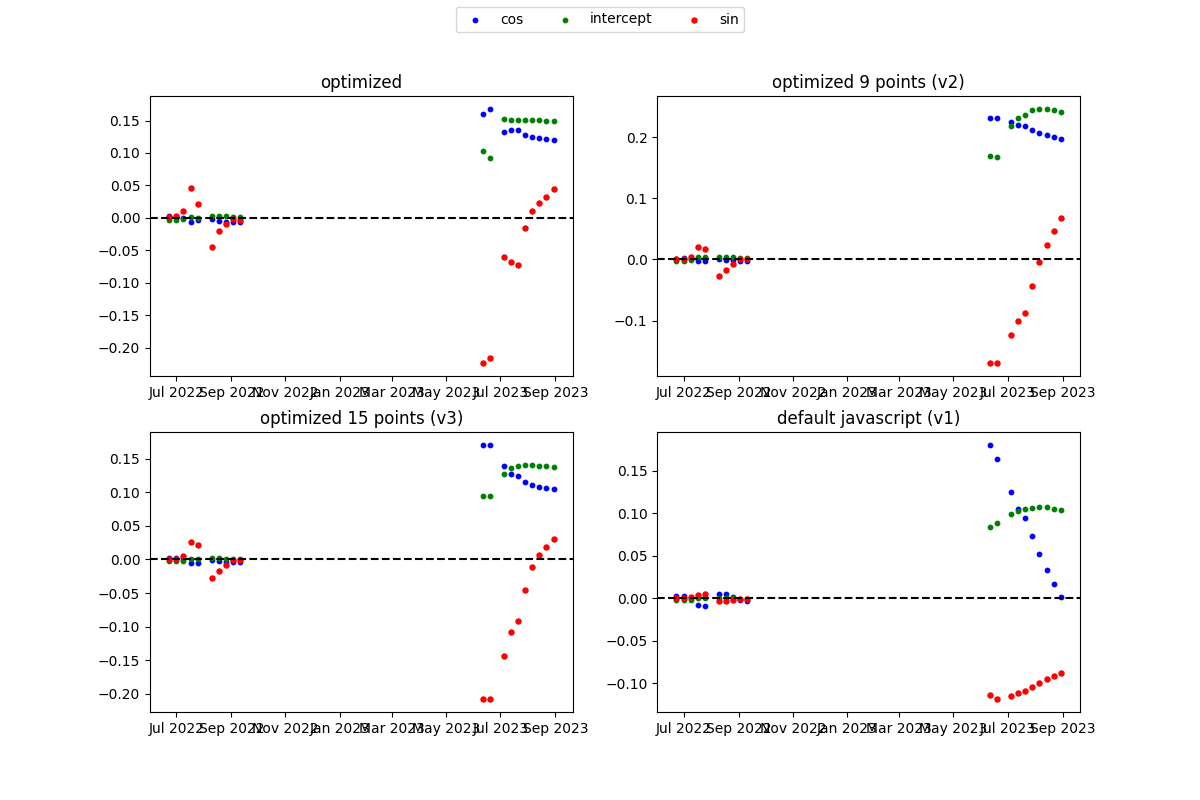 cos intercept sin
optimized
0.15
0.10
0.05
0.00
−0.05
−0.10
−0.15
−0.20
Jul 2022 Sep 2022 Nov 2022 Jan 2023 Mar 2023 May 2023 Jul 2023 Sep 2023
optimized 9 points (v2)
0.2
0.1
0.0
−0.1
Jul 2022 Sep 2022 Nov 2022 Jan 2023 Mar 2023 May 2023 Jul 2023 Sep 2023
optimized 15 points (v3)
0.15
0.10
0.05
0.00
−0.05
−0.10
−0.15
−0.20
Jul 2022 Sep 2022 Nov 2022 Jan 2023 Mar 2023 May 2023 Jul 2023 Sep 2023
default javascript (v1)
0.15
0.10
0.05
0.00
−0.05
−0.10
Jul 2022 Sep 2022 Nov 2022 Jan 2023 Mar 2023 May 2023 Jul 2023 Sep 2023